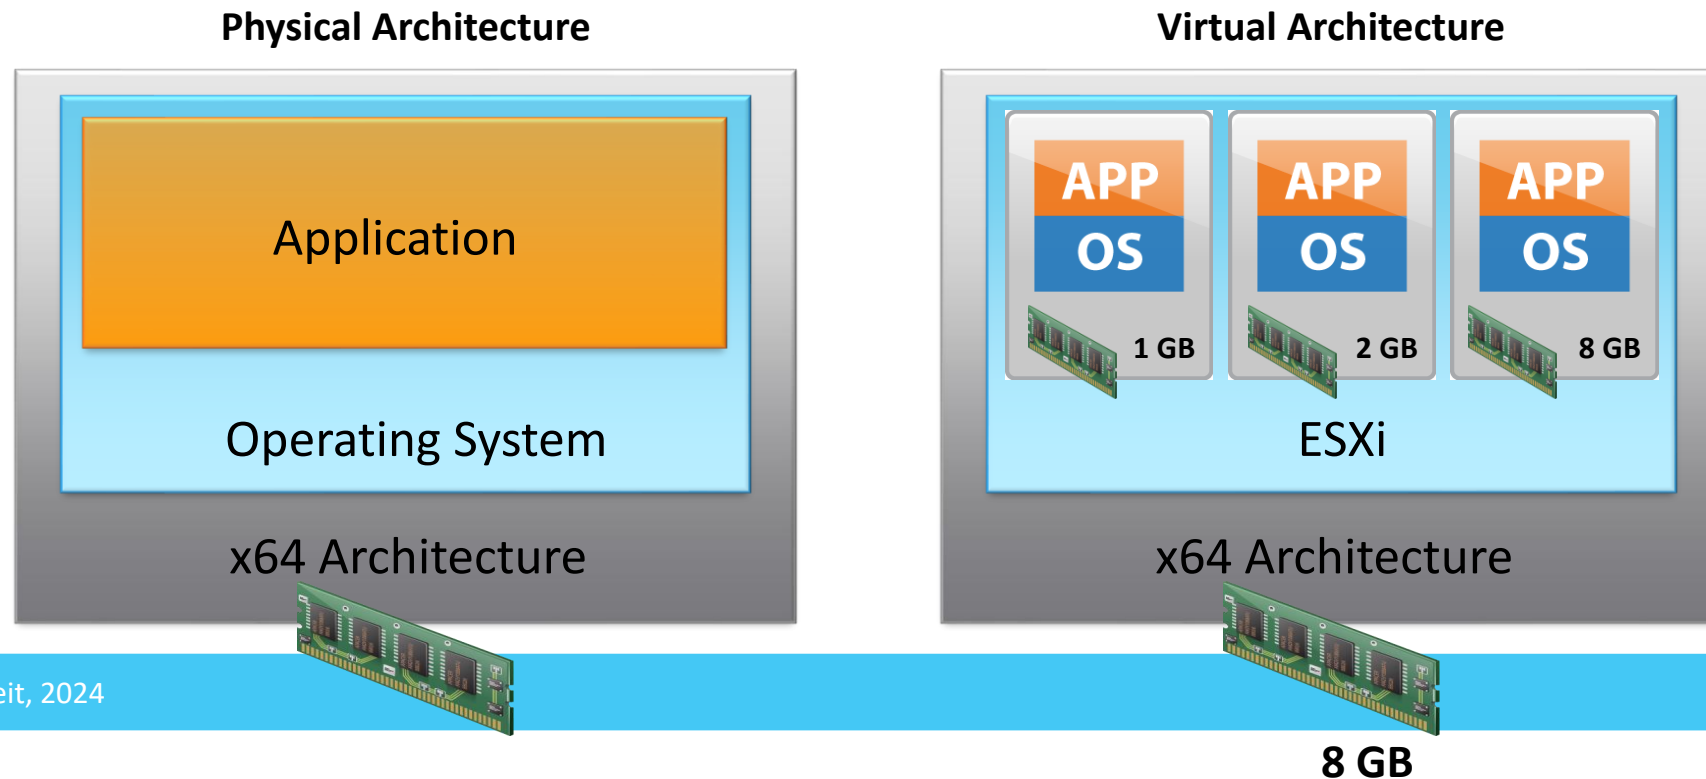 Physical Architecture
Application
Operating System
x64 Architecture
Virtual Architecture
APP
OS
1 GB
APP
OS
2 GB
APP
OS
8 GB
ESXi
x64 Architecture
8 GB
eit, 2024